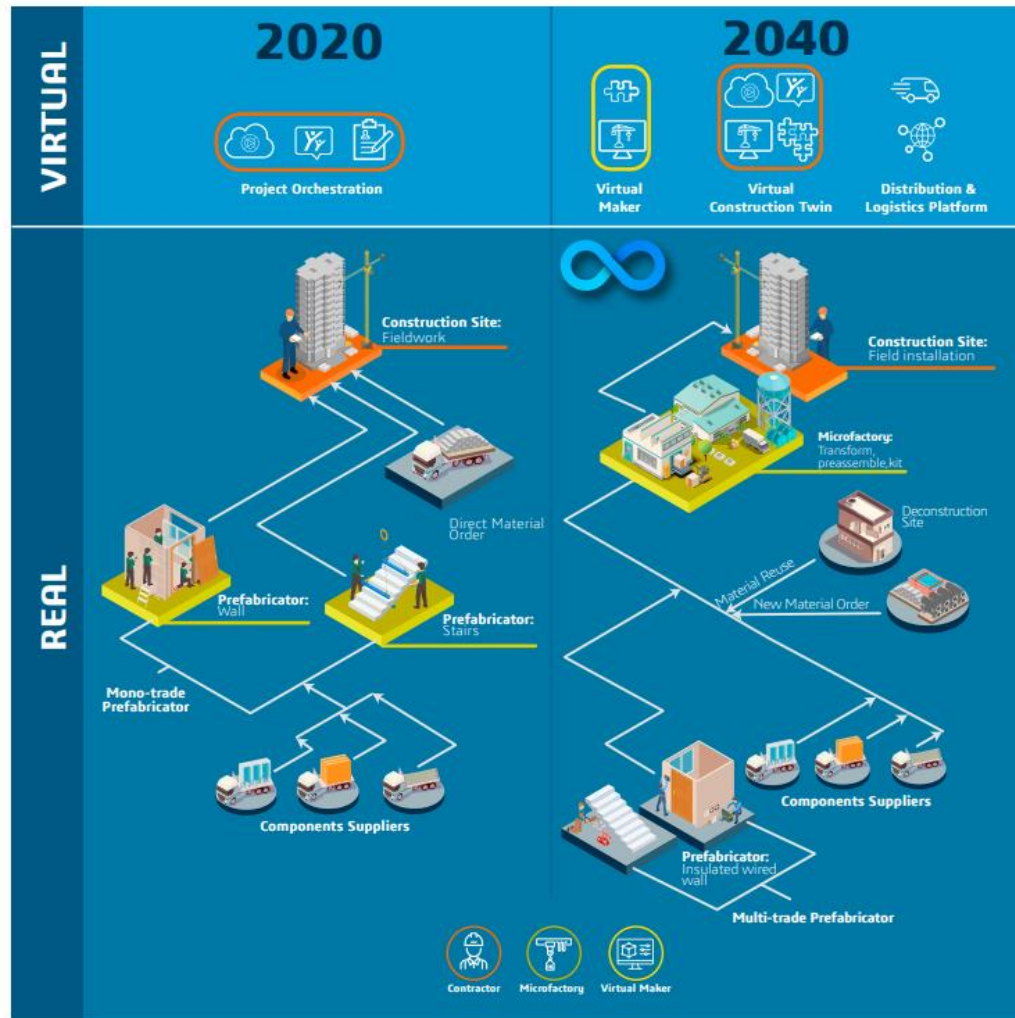 VIRTUAL
2020
Project Orchestration
2040
Virtual
Maker
Virtual
Construction Twin
Distribution &
Logistics Platform
REAL
Construction Site:
Fieldwork
Direct Material
Order
Prefabricator:
Wall
Prefabricator:
Stairs
Mono-trade
Prefabricator
Components Suppliers
Construction Site:
Field installation
Microfactory:
Transform,
preassemble,kit
Deconstruction
Site
Material Reuse
New Material Order
Components Suppliers
Prefabricator:
Insulated wired
wall
Multi-trade Prefabricator
Contractor
Microfactory
Virtual Maker